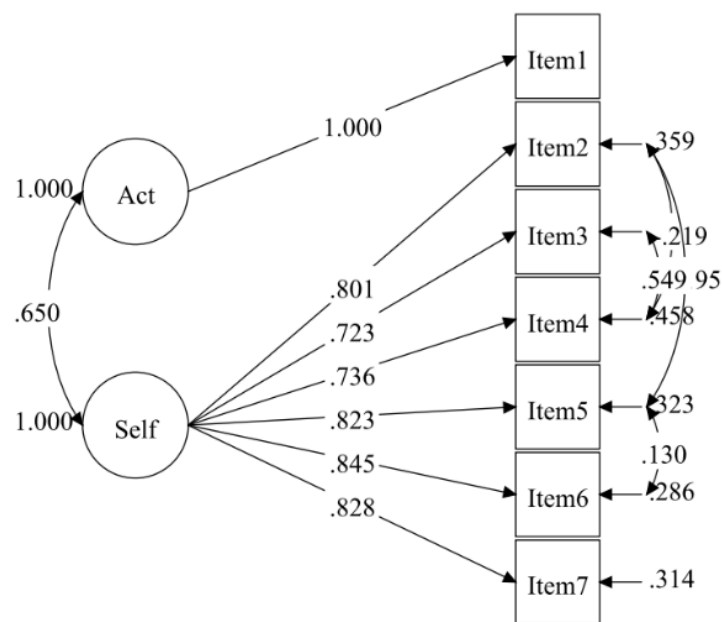 Item1
1.000
Item2
.359
1.000
Act
Item3
.219
.801
.549
.95
.650
.723
Item4
.458
.736
1.000
Self
.823
Item5
.323
.845
.130
Item6
.286
.828
Item7
.314